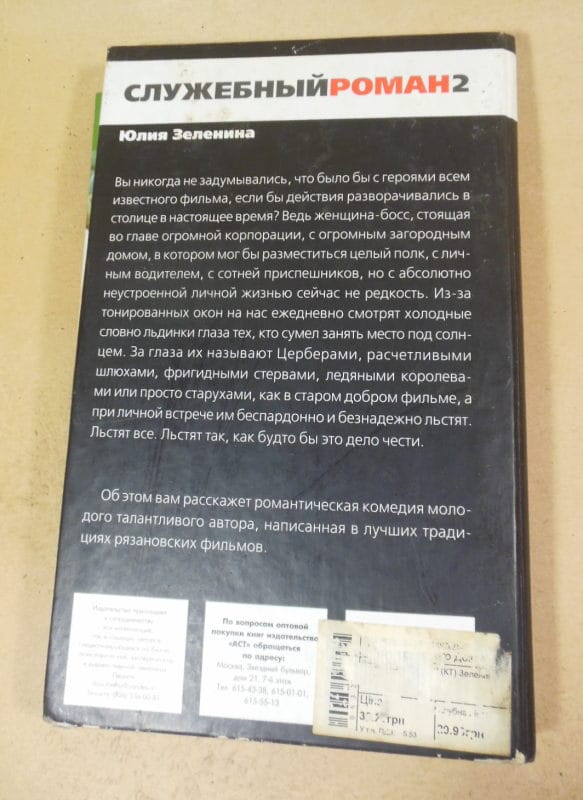 СЛУЖЕБНЫЙРОМАН2
Юлия Зеленина
Вы никогда не задумывались, что было бы с героями всем
известного фильма, если бы действия разворачивались в
столице в настоящее время? Ведь женщина-босс, стоящая
во главе огромной корпорации, с огромным загородным
домом, в котором мог бы разместиться целый полк, с лич-
ным водителем, с сотней приспешников, но с абсолютно
неустроенной личной жизнью сейчас не редкость. Из-за
тонированных окон на нас ежедневно смотрят холодные
словно льдинки глаза тех, кто сумел занять место под солн-
цем. За глаза их называют Церберами, расчетливыми
шлюхами, фригидными стервами, ледяными королева-
ми или просто старухами, как в старом добром фильме, а
при личной встрече им беспардонно и безнадежно льстят.
Льстят все. Льстят так, как будто бы это дело чести.
Об этом вам расскажет романтическая комедия моло-
дого талантливого автора, написанная в лучших тради-
циях рязановских фильмов.
Издательство приглашает
к сотрудничеству
По вопросам оптовой
покупки книг издательства
«АСТ» обращаться
по адресу:
Москва, Звездный бульвар,
дом 21, 7-й этаж
Тел. 615-43-38, 615-01-01,
615-55-13
(КТ) Зелени
Ціна
грн